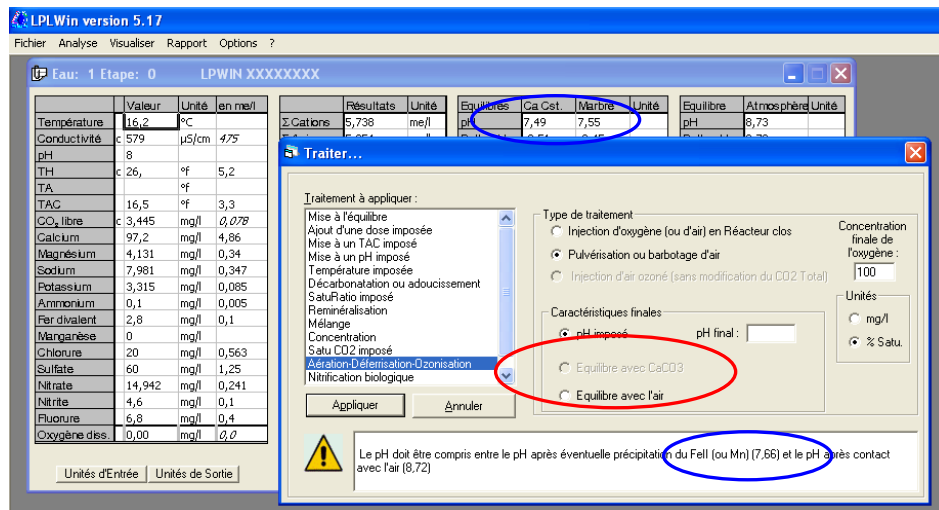 LPLWin version 5.17
Fichier Analyse Visualiser Rapport Options ?
Eau: 1 Etape: 0 LPWIN XXXXXXXX
Valeur Unité en me/l
Température 16,2 °C
Conductivité c 579 µS/cm 475
pH 8
TH c 26, °f 5,2
TA °f
TAC 16,5 °f 3,3
CO₂ libre c 3,445 mg/l 0,078
Calcium 97,2 mg/l 4,86
Magnésium 4,131 mg/l 0,34
Sodium 7,981 mg/l 0,347
Potassium 3,315 mg/l 0,085
Ammonium 0,1 mg/l 0,005
Fer divalent 2,8 mg/l 0,1
Manganèse 0 mg/l
Chlorure 20 mg/l 0,563
Sulfate 60 mg/l 1,25
Nitrate 14,942 mg/l 0,241
Nitrite 4,6 mg/l 0,1
Fluorure 6,8 mg/l 0,4
Oxygène diss. 0,00 mg/l 0,0
Unités d'Entrée Unités de Sortie
Résultats Unité
Σ Cations 5,738 me/l
Equilibres Ca Cst. Marbre Unité
pH 7,49 7,55
Equilibre Atmosphère Unité
pH 8,73
Traiter...
Traitement à appliquer :
Mise à l'équilibre
Ajout d'une dose imposée
Mise à un TAC imposé
Mise à un pH imposé
Température imposée
Décarbonatation ou adoucissement
SatuRatio imposé
Reminéralisation
Mélange
Concentration
Satu CO2 imposé
Aération-Déferrisation-Ozonisation
Nitrification biologique
Appliquer Annuler
Type de traitement
Injection d'oxygène (ou d'air) en Réacteur clos
Pulvérisation ou barbotage d'air
Injection d'air ozoné (sans modification du CO2 Total)
Caractéristiques finales
pH imposé pH final :
Equilibre avec CaCO3
Equilibre avec l'air
Concentration
finale de
l'oxygène :
100
Unités
mg/l
% Satu.
Le pH doit être compris entre le pH après éventuelle précipitation du FeII (ou Mn) (7,66) et le pH après contact
avec l'air (8,72)